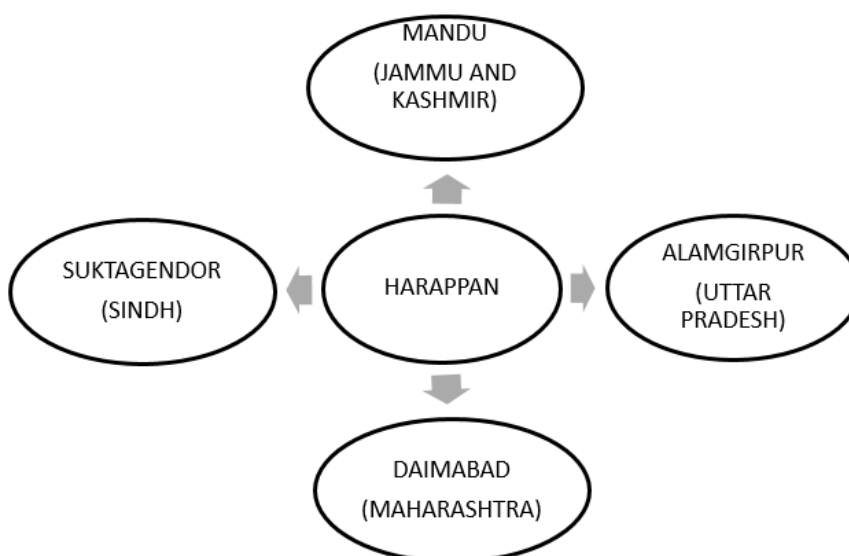 MANDU
(JAMMU AND
KASHMIR)
SUKTAGENDOR
(SINDH)
HARAPPAN
ALAMGIRPUR
(UTTAR
PRADESH)
DAIMABAD
(MAHARASHTRA)